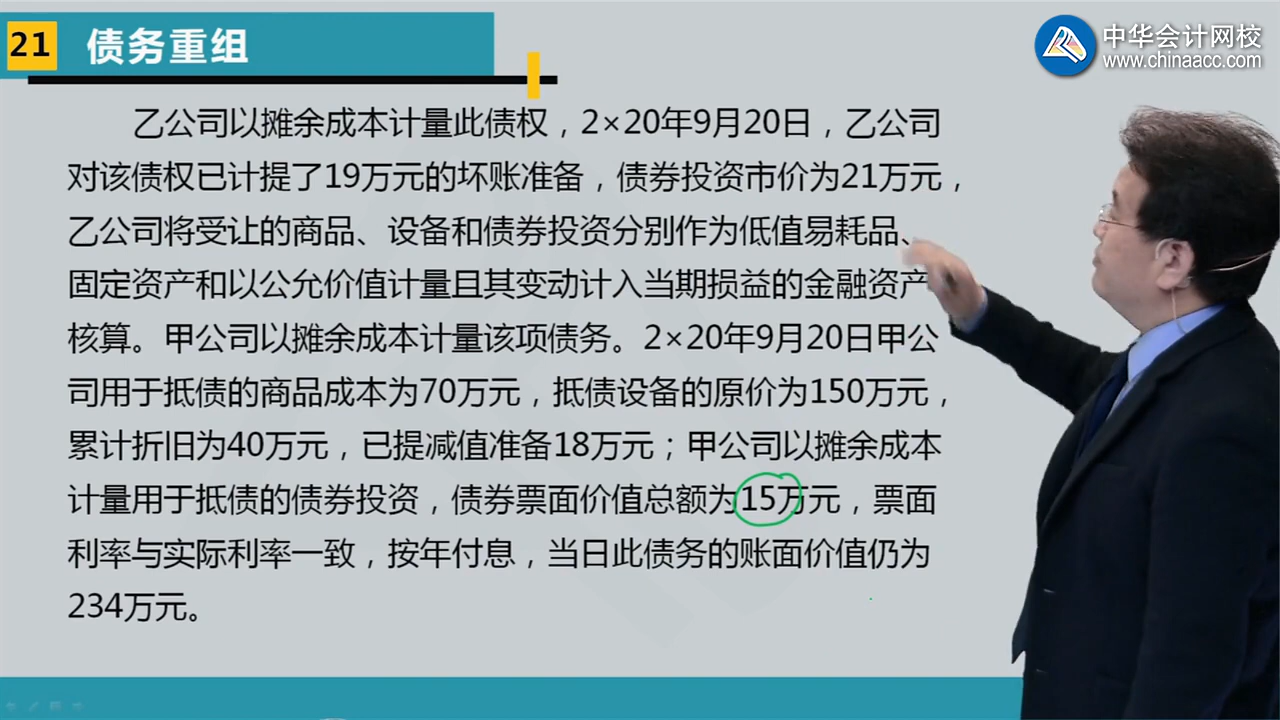 21 债务重组
中华会计网校
www.chinaacc.com
乙公司以摊余成本计量此债权，2×20年9月20日，乙公司
对该债权已计提了19万元的坏账准备，债券投资市价为21万元，
乙公司将受让的商品、设备和债券投资分别作为低值易耗品、
固定资产和以公允价值计量且其变动计入当期损益的金融资产
核算。甲公司以摊余成本计量该项债务。2×20年9月20日甲公
司用于抵债的商品成本为70万元，抵债设备的原价为150万元，
累计折旧为40万元，已提减值准备18万元；甲公司以摊余成本
计量用于抵债的债券投资，债券票面价值总额为15万元，票面
利率与实际利率一致，按年付息，当日此债务的账面价值仍为
234万元。